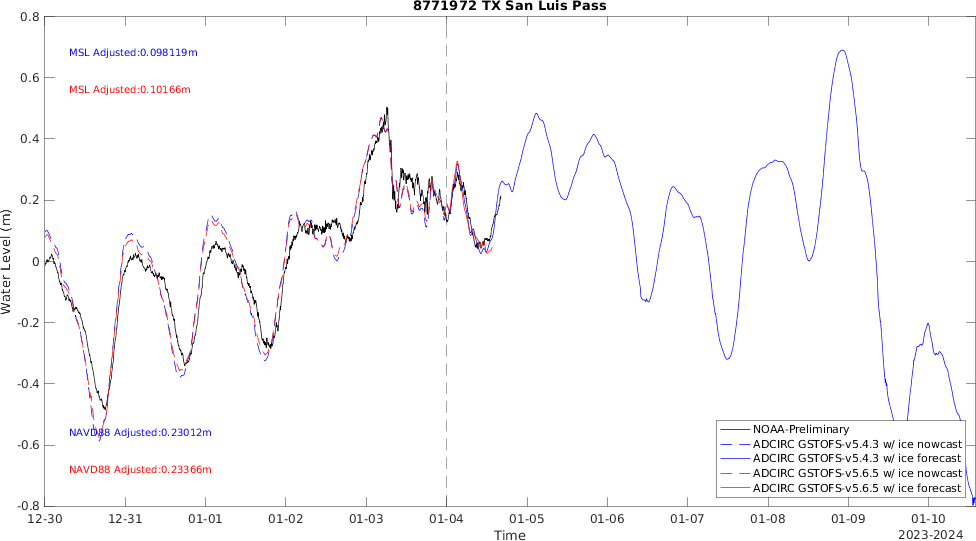 8771972 TX San Luis Pass
0.8
0.6
0.4
0.2
0
-0.2
-0.4
-0.6
-0.8
Water Level (m)
MSL Adjusted:0.098119m
MSL Adjusted:0.10166m
NAVD88 Adjusted:0.23012m
NAVD88 Adjusted:0.23366m
NOAA-Preliminary
ADCIRC GSTOFS-v5.4.3 w/ ice nowcast
ADCIRC GSTOFS-v5.4.3 w/ ice forecast
ADCIRC GSTOFS-v5.6.5 w/ ice nowcast
ADCIRC GSTOFS-v5.6.5 w/ ice forecast
12-30 12-31 01-01 01-02 01-03 01-04 01-05 01-06 01-07 01-08 01-09 01-10
2023-2024
Time